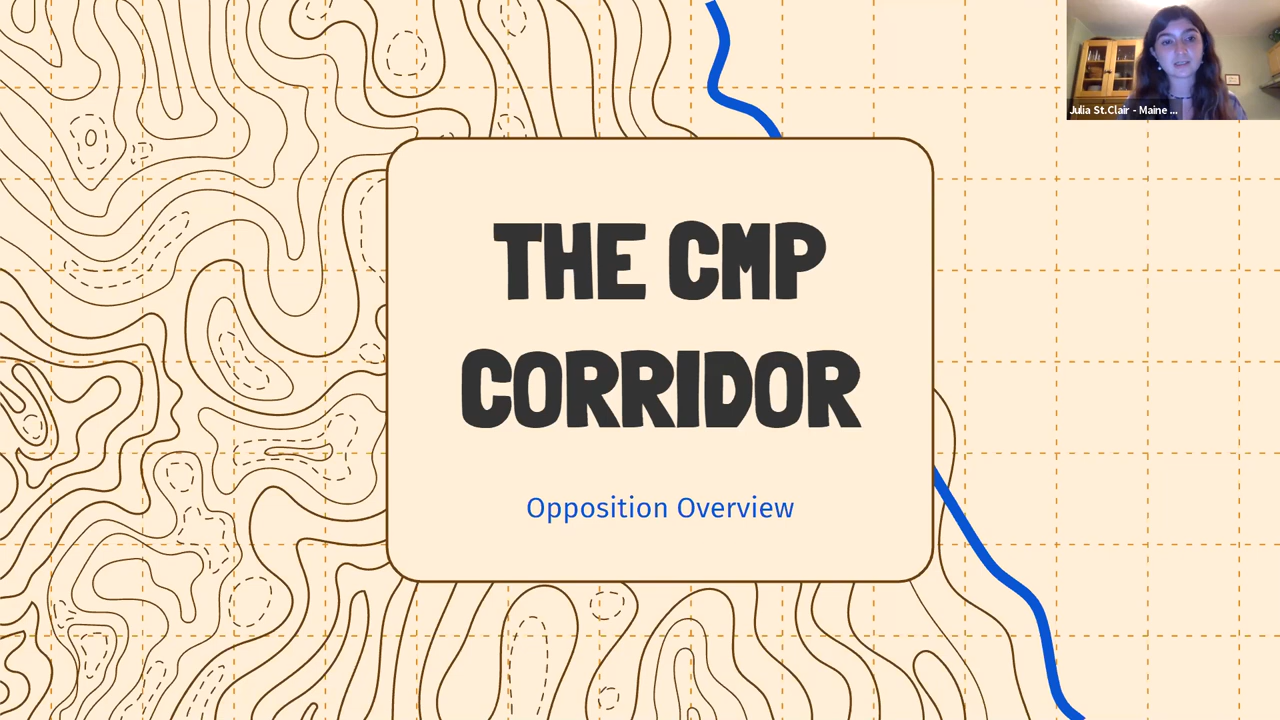 THE CMP
CORRIDOR
Opposition Overview
Julia St.Clair - Maine ...